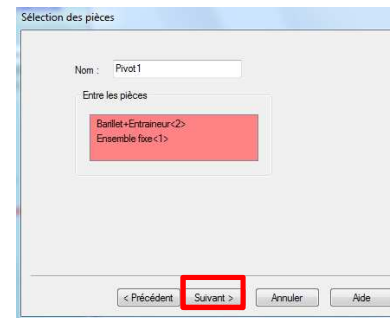 Sélection des pièces
Nom : Pivot1
Entre les pièces
Barillet+Entraineur<2>
Ensemble fixe<1>
< Précédent Suivant > Annuler Aide